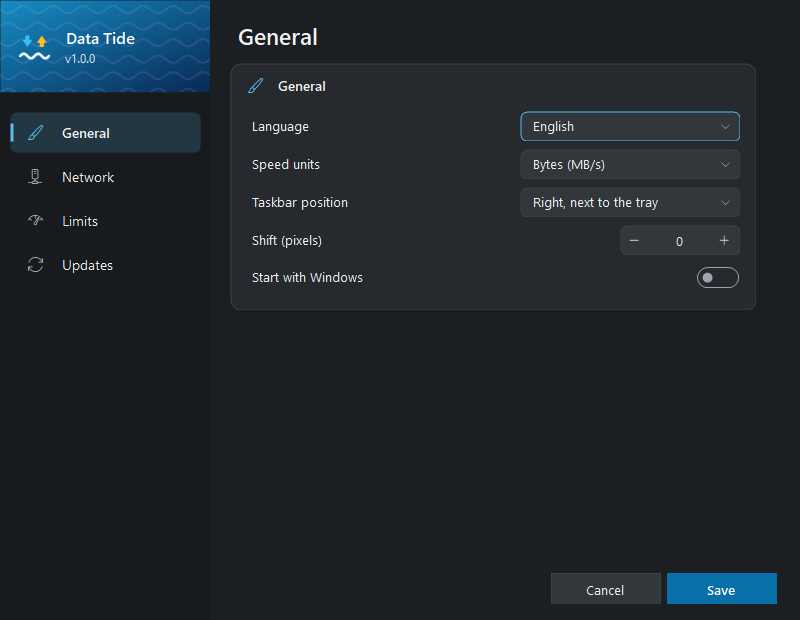 Data Tide
v1.0.0
General
Network
Limits
Updates
General
General
Language English
Speed units Bytes (MB/s)
Taskbar position Right, next to the tray
Shift (pixels) − 0 +
Start with Windows
Cancel Save